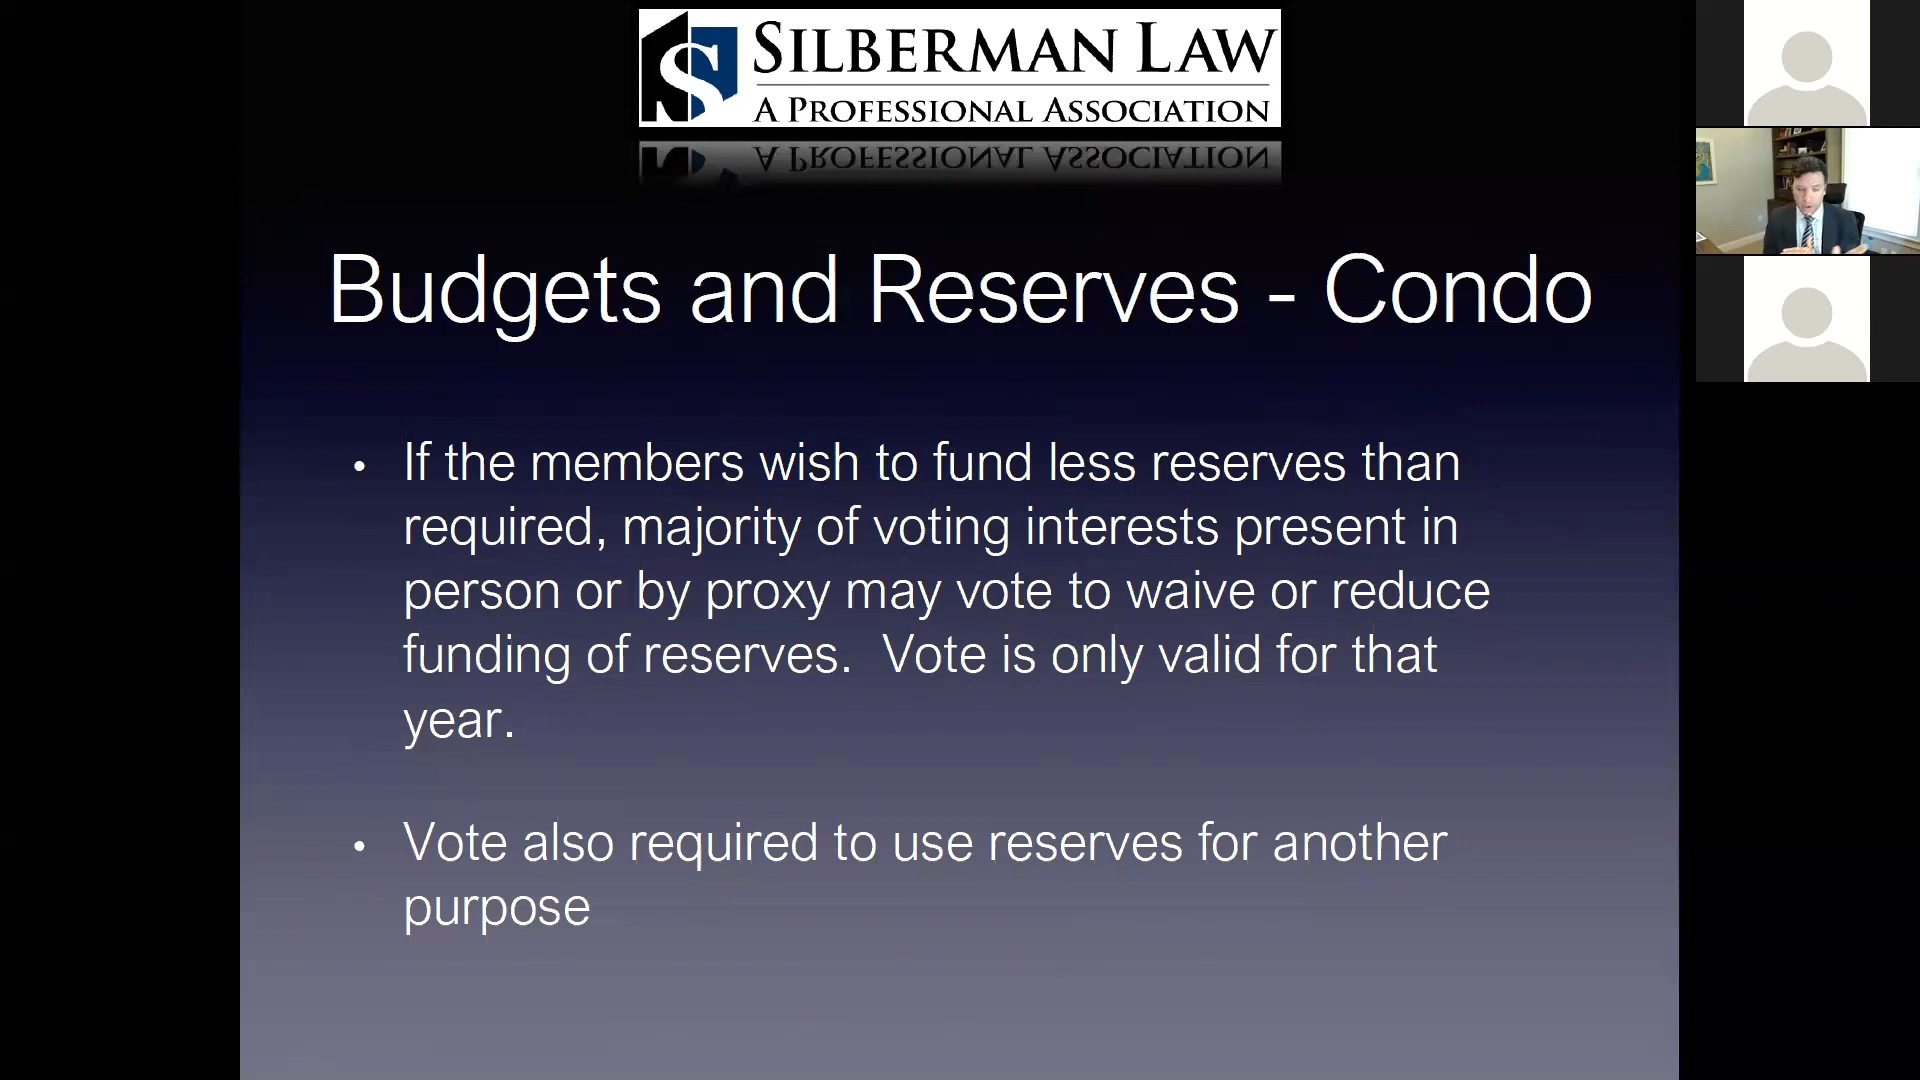 SILBERMAN LAW
A PROFESSIONAL ASSOCIATION
Budgets and Reserves - Condo
• If the members wish to fund less reserves than
required, majority of voting interests present in
person or by proxy may vote to waive or reduce
funding of reserves.  Vote is only valid for that
year.
• Vote also required to use reserves for another
purpose